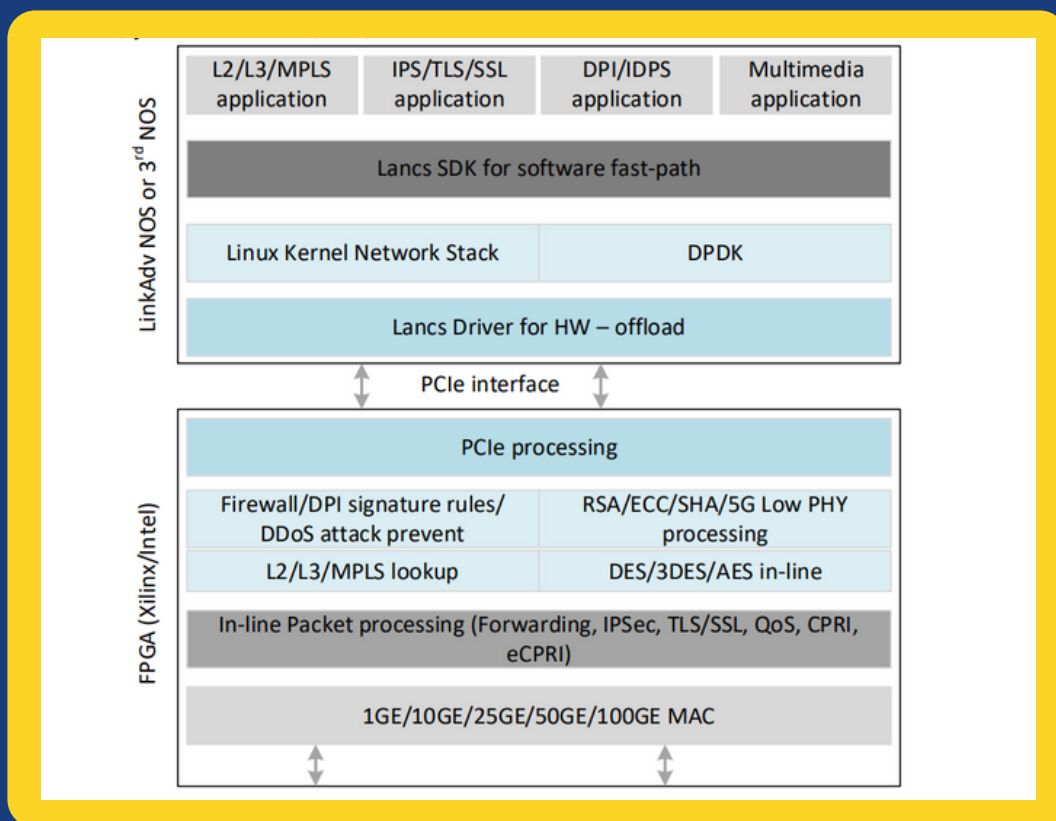 L2/L3/MPLS
application
IPS/TLS/SSL
application
DPI/IDPS
application
Multimedia
application
Lancs SDK for software fast-path
Linux Kernel Network Stack
DPDK
Lancs Driver for HW – offload
LinkAdv NOS or 3rd NOS
PCIe interface
PCIe processing
Firewall/DPI signature rules/
DDoS attack prevent
RSA/ECC/SHA/5G Low PHY
processing
L2/L3/MPLS lookup
DES/3DES/AES in-line
In-line Packet processing (Forwarding, IPSec, TLS/SSL, QoS, CPRI,
eCPRI)
1GE/10GE/25GE/50GE/100GE MAC
FPGA (Xilinx/Intel)